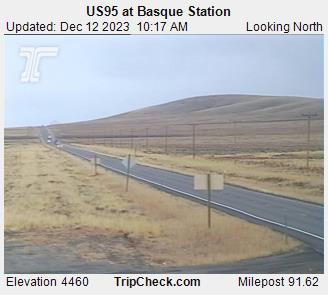 US95 at Basque Station
Updated: Dec 12 2023 10:17 AM Looking North
Elevation 4460 TripCheck.com Milepost 91.62